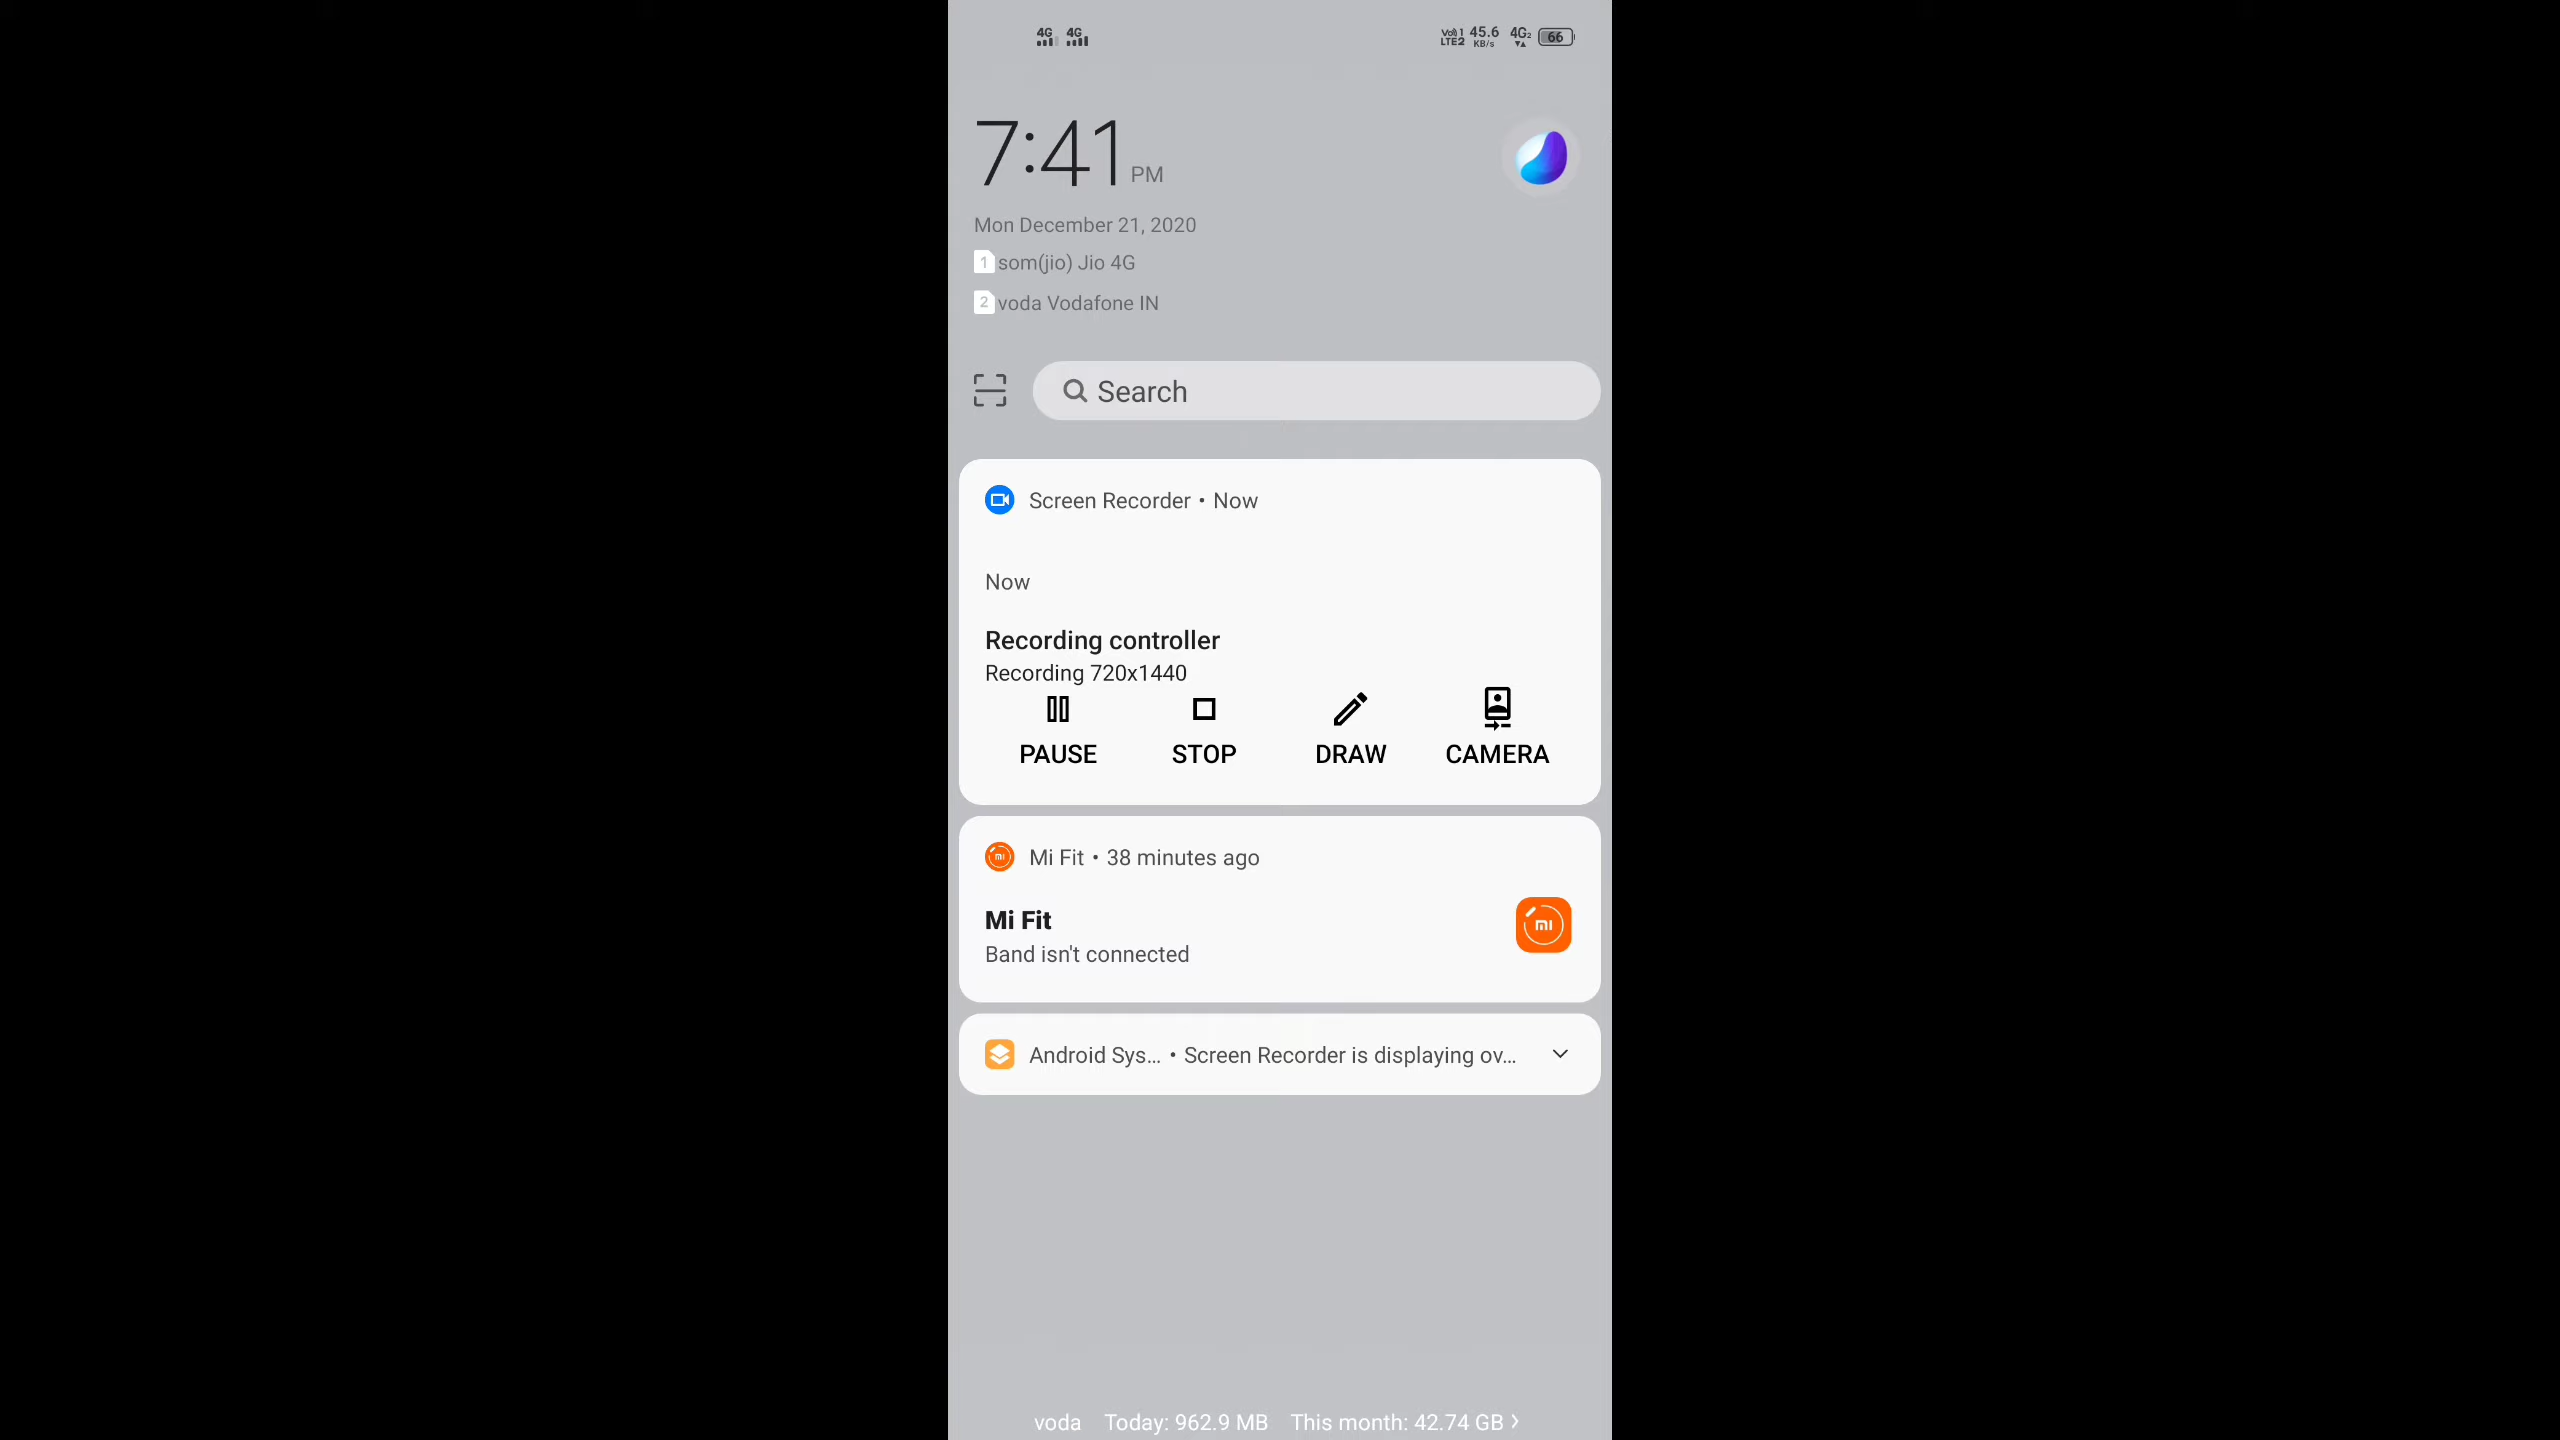 4G 4G
Vo)) 1 LTE2 45.6 KB/s 4G2 66
7:41 PM
Mon December 21, 2020
1 som(jio) Jio 4G
2 voda Vodafone IN
Search
Screen Recorder • Now
Now
Recording controller
Recording 720x1440
PAUSE STOP DRAW CAMERA
Mi Fit • 38 minutes ago
Mi Fit
Band isn't connected
Android Sys... • Screen Recorder is displaying ov...
voda Today: 962.9 MB This month: 42.74 GB